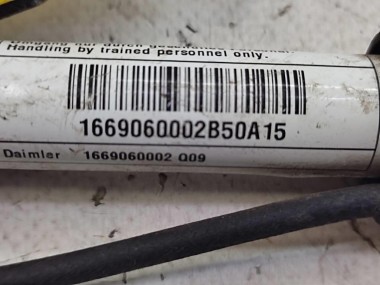 Handling by trained personnel only.
1669060002B50A15
Daimler 1669060002 Q09